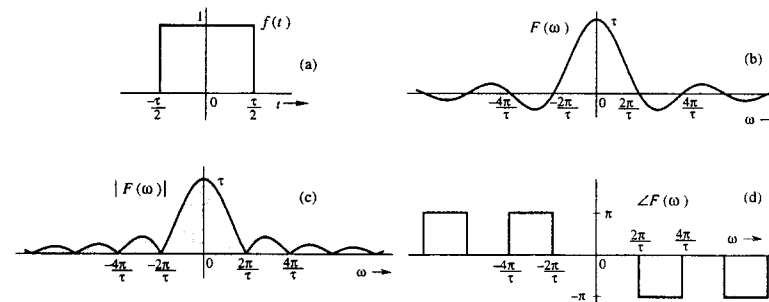 1
f(t)
(a)
−τ/2
0
τ/2
t →
F(ω)
τ
(b)
−4π/τ
−2π/τ
0
2π/τ
4π/τ
ω →
|F(ω)|
τ
(c)
−4π/τ
−2π/τ
0
2π/τ
4π/τ
ω →
∠F(ω)
(d)
π
2π/τ
4π/τ
ω →
−4π/τ
−2π/τ
0
−π